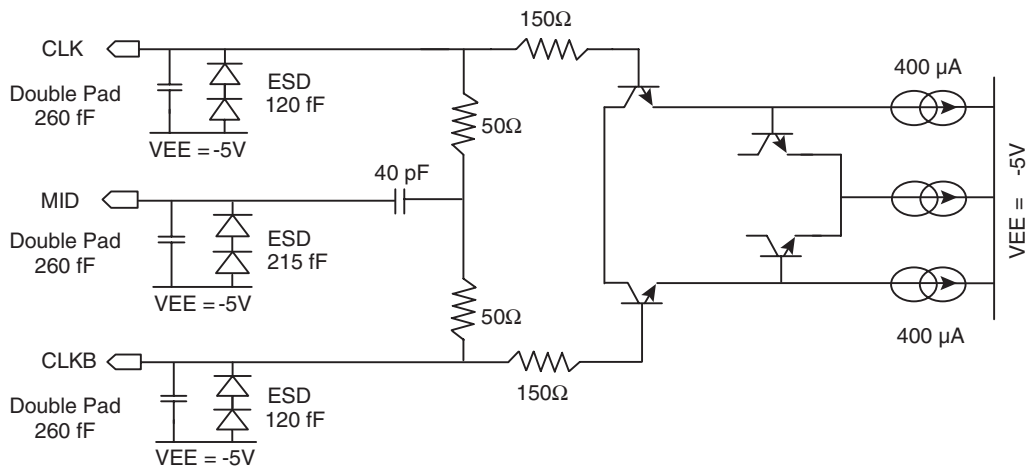 150Ω
CLK
ESD
120 fF
Double Pad
260 fF
VEE = -5V
50Ω
400 µA
40 pF
MID
ESD
215 fF
Double Pad
260 fF
VEE = -5V
50Ω
VEE = -5V
400 µA
CLKB
150Ω
ESD
120 fF
Double Pad
260 fF
VEE = -5V